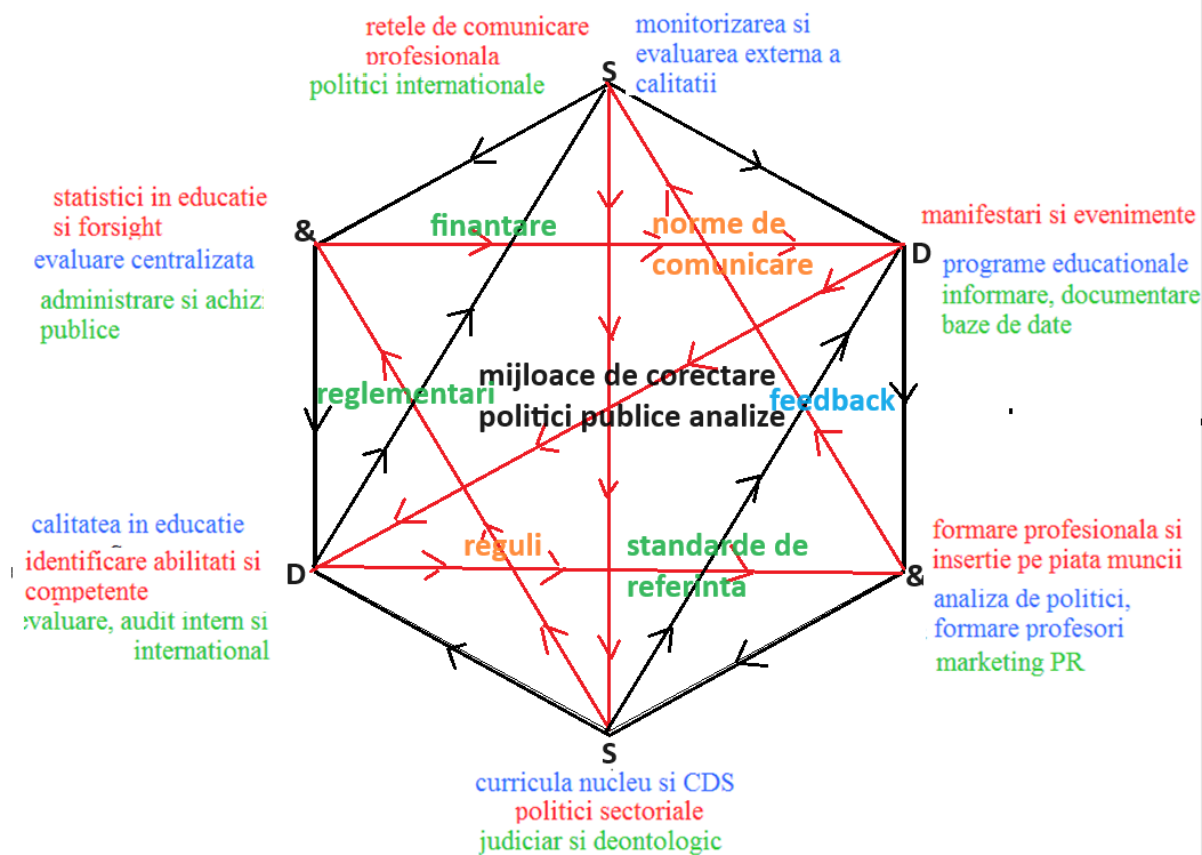 retele de comunicare
profesionala
politici internationale
monitorizarea si
evaluarea externa a
calitatii
S
statistici in educatie
si forsight
evaluare centralizata
administrare si achiz
publice
&
finantare
norme de
comunicare
manifestari si evenimente
D
programe educationale
informare, documentare
baze de date
reglementari
mijloace de corectare
politici publice analize
feedback
calitatea in educatie
identificare abilitati si
competente
evaluare, audit intern si
international
D
reguli
standarde de
referinta
&
formare profesionala si
insertie pe piata muncii
analiza de politici,
formare profesori
marketing PR
S
curricula nucleu si CDS
politici sectoriale
judiciar si deontologic